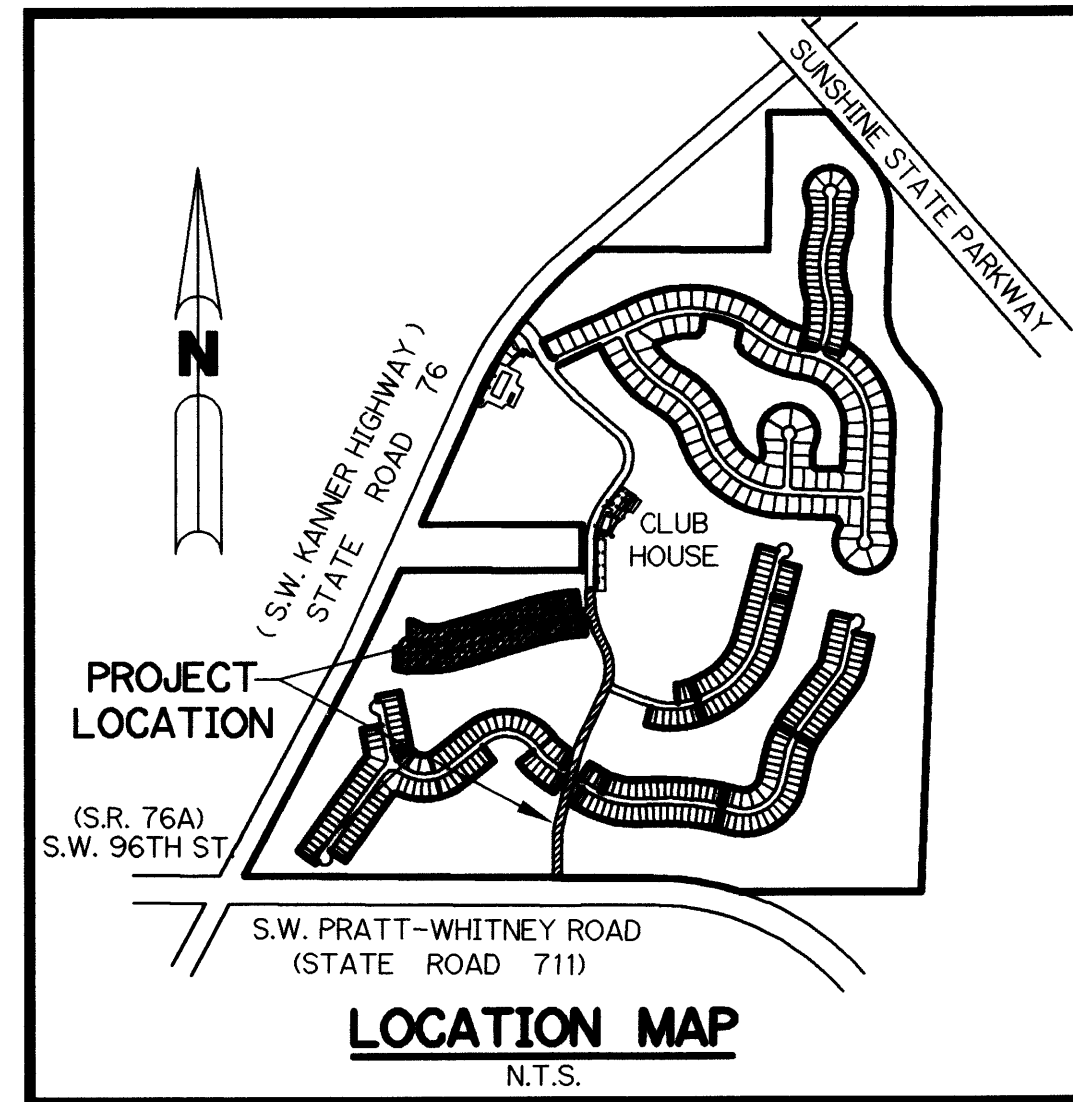 SUNSHINE STATE PARKWAY
N
(S.W. KANNER HIGHWAY)
STATE ROAD 76
CLUB
HOUSE
PROJECT
LOCATION
(S.R. 76A)
S.W. 96TH ST.
S.W. PRATT-WHITNEY ROAD
(STATE ROAD 711)
LOCATION MAP
N.T.S.